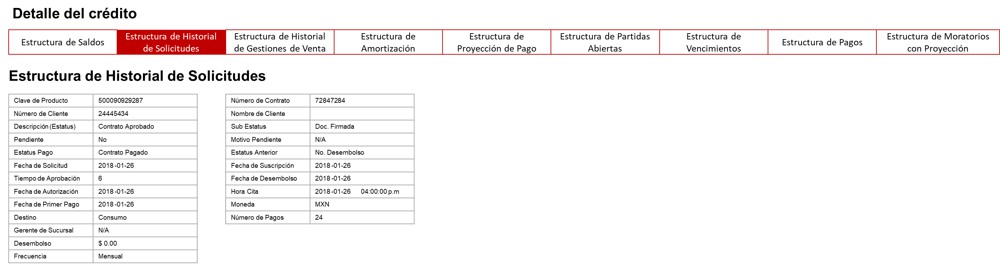 Detalle del crédito
Estructura de Saldos
Estructura de Historial
de Solicitudes
Estructura de Historial
de Gestiones de Venta
Estructura de
Amortización
Estructura de
Proyección de Pago
Estructura de Partidas
Abiertas
Estructura de
Vencimientos
Estructura de Pagos
Estructura de Moratorios
con Proyección
Estructura de Historial de Solicitudes
Clave de Producto 500090929287
Número de Cliente 24445434
Descripción (Estatus) Contrato Aprobado
Pendiente No
Estatus Pago Contrato Pagado
Fecha de Solicitud 2018-01-26
Tiempo de Aprobación 6
Fecha de Autorización 2018-01-26
Fecha de Primer Pago 2018-01-26
Destino Consumo
Gerente de Sucursal N/A
Desembolso $ 0.00
Frecuencia Mensual
Número de Contrato 72847284
Nombre de Cliente
Sub Estatus Doc. Firmada
Motivo Pendiente N/A
Estatus Anterior No. Desembolso
Fecha de Suscripción 2018-01-26
Fecha de Desembolso 2018-01-26
Hora Cita 2018-01-26 04:00:00 p.m
Moneda MXN
Número de Pagos 24